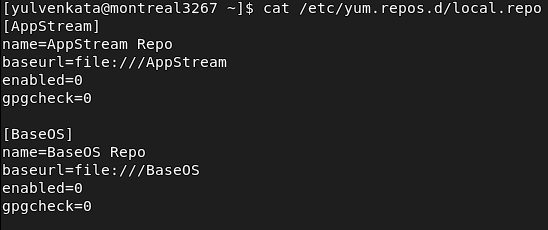 [yulvenkata@montreal3267 ~]$ cat /etc/yum.repos.d/local.repo
[AppStream]
name=AppStream Repo
baseurl=file:///AppStream
enabled=0
gpgcheck=0

[BaseOS]
name=BaseOS Repo
baseurl=file:///BaseOS
enabled=0
gpgcheck=0